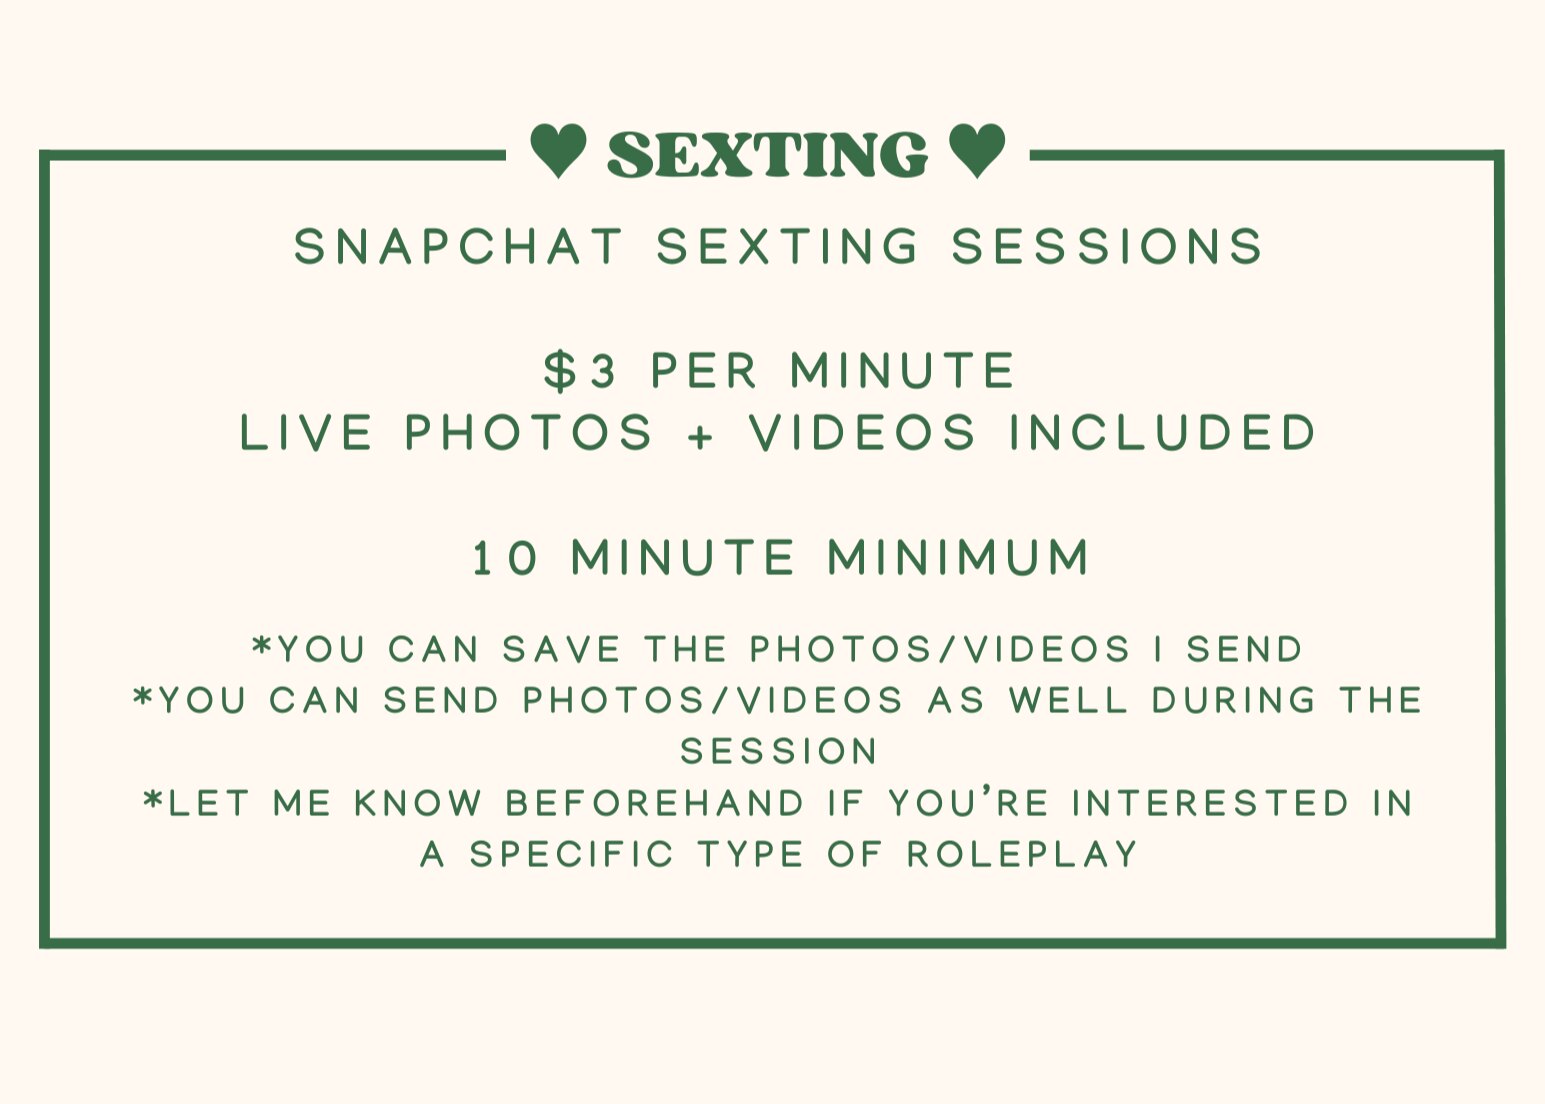 ♥ SEXTING ♥
SNAPCHAT SEXTING SESSIONS
$3 PER MINUTE
LIVE PHOTOS + VIDEOS INCLUDED
10 MINUTE MINIMUM
*YOU CAN SAVE THE PHOTOS/VIDEOS I SEND
*YOU CAN SEND PHOTOS/VIDEOS AS WELL DURING THE
SESSION
*LET ME KNOW BEFOREHAND IF YOU'RE INTERESTED IN
A SPECIFIC TYPE OF ROLEPLAY